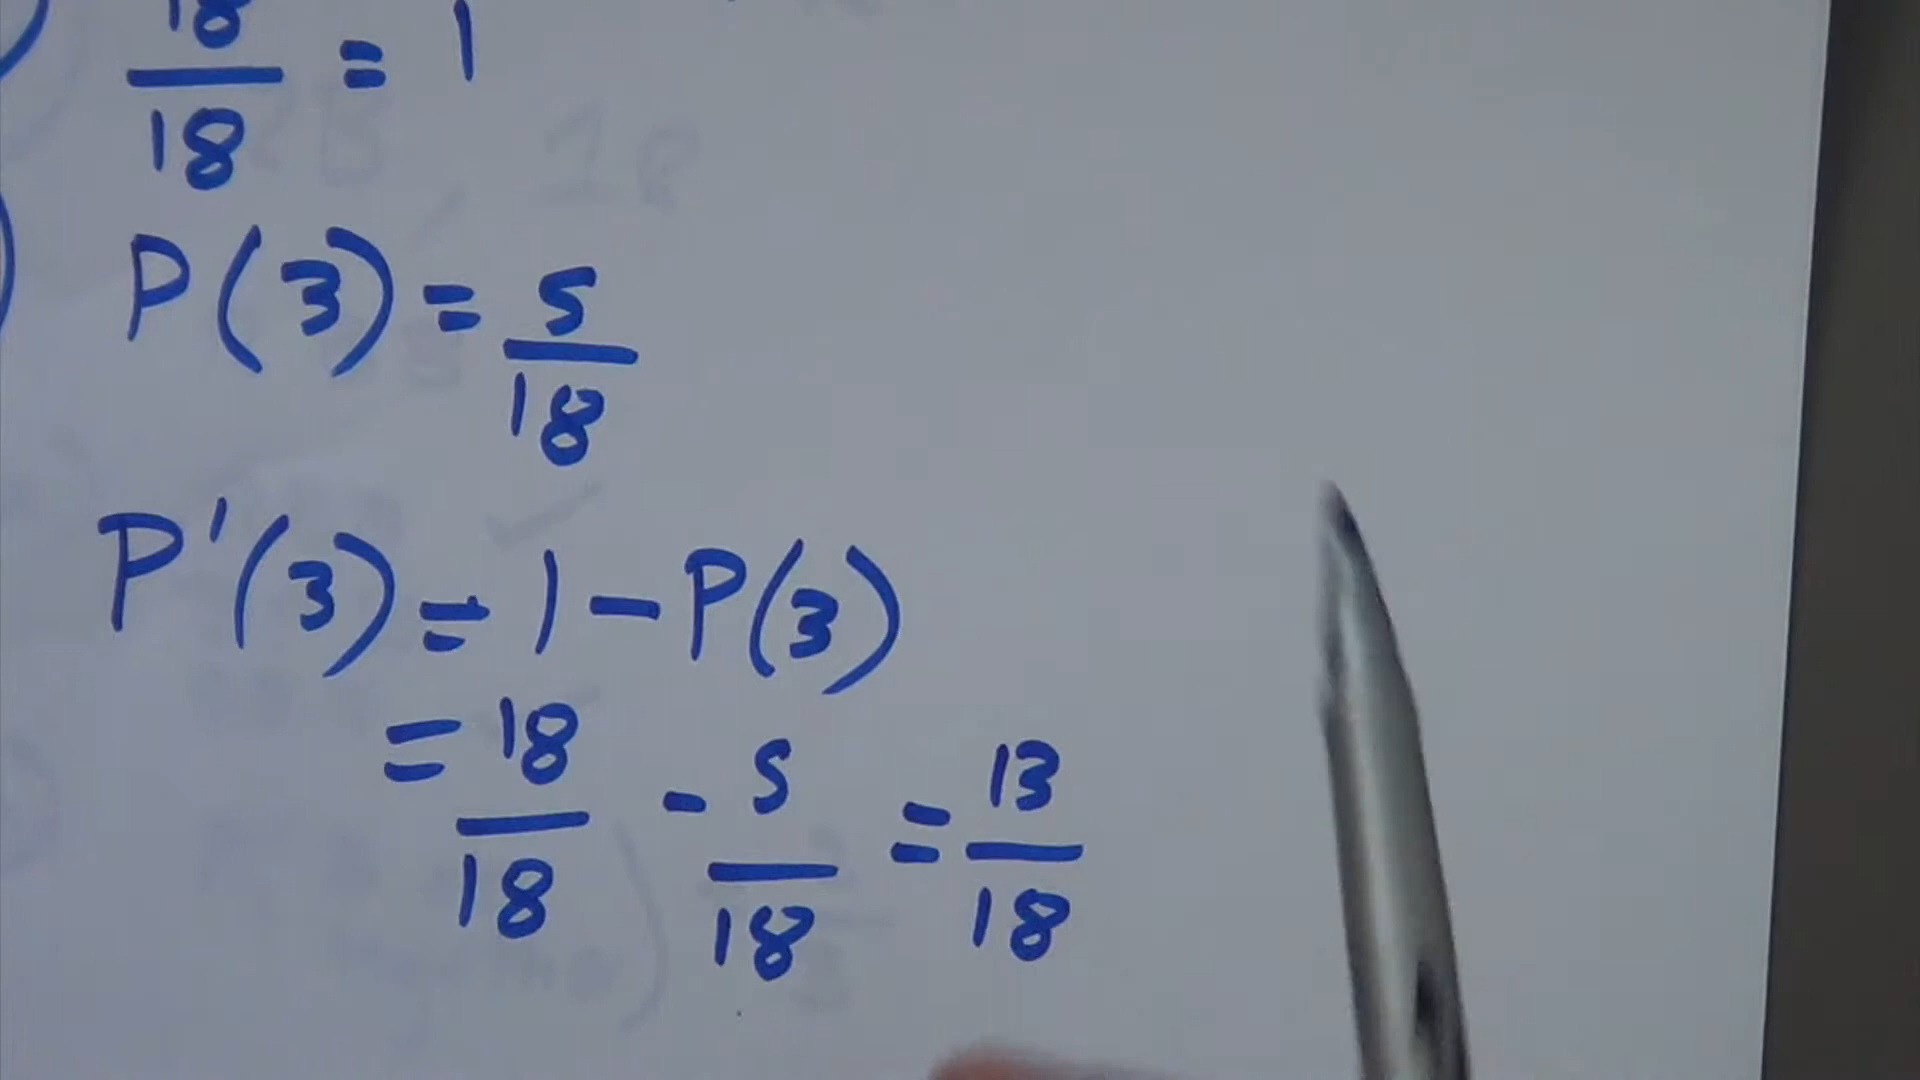 18/18 = 1
P(3) = 5/18
P'(3) = 1 - P(3)
= 18/18 - 5/18 = 13/18